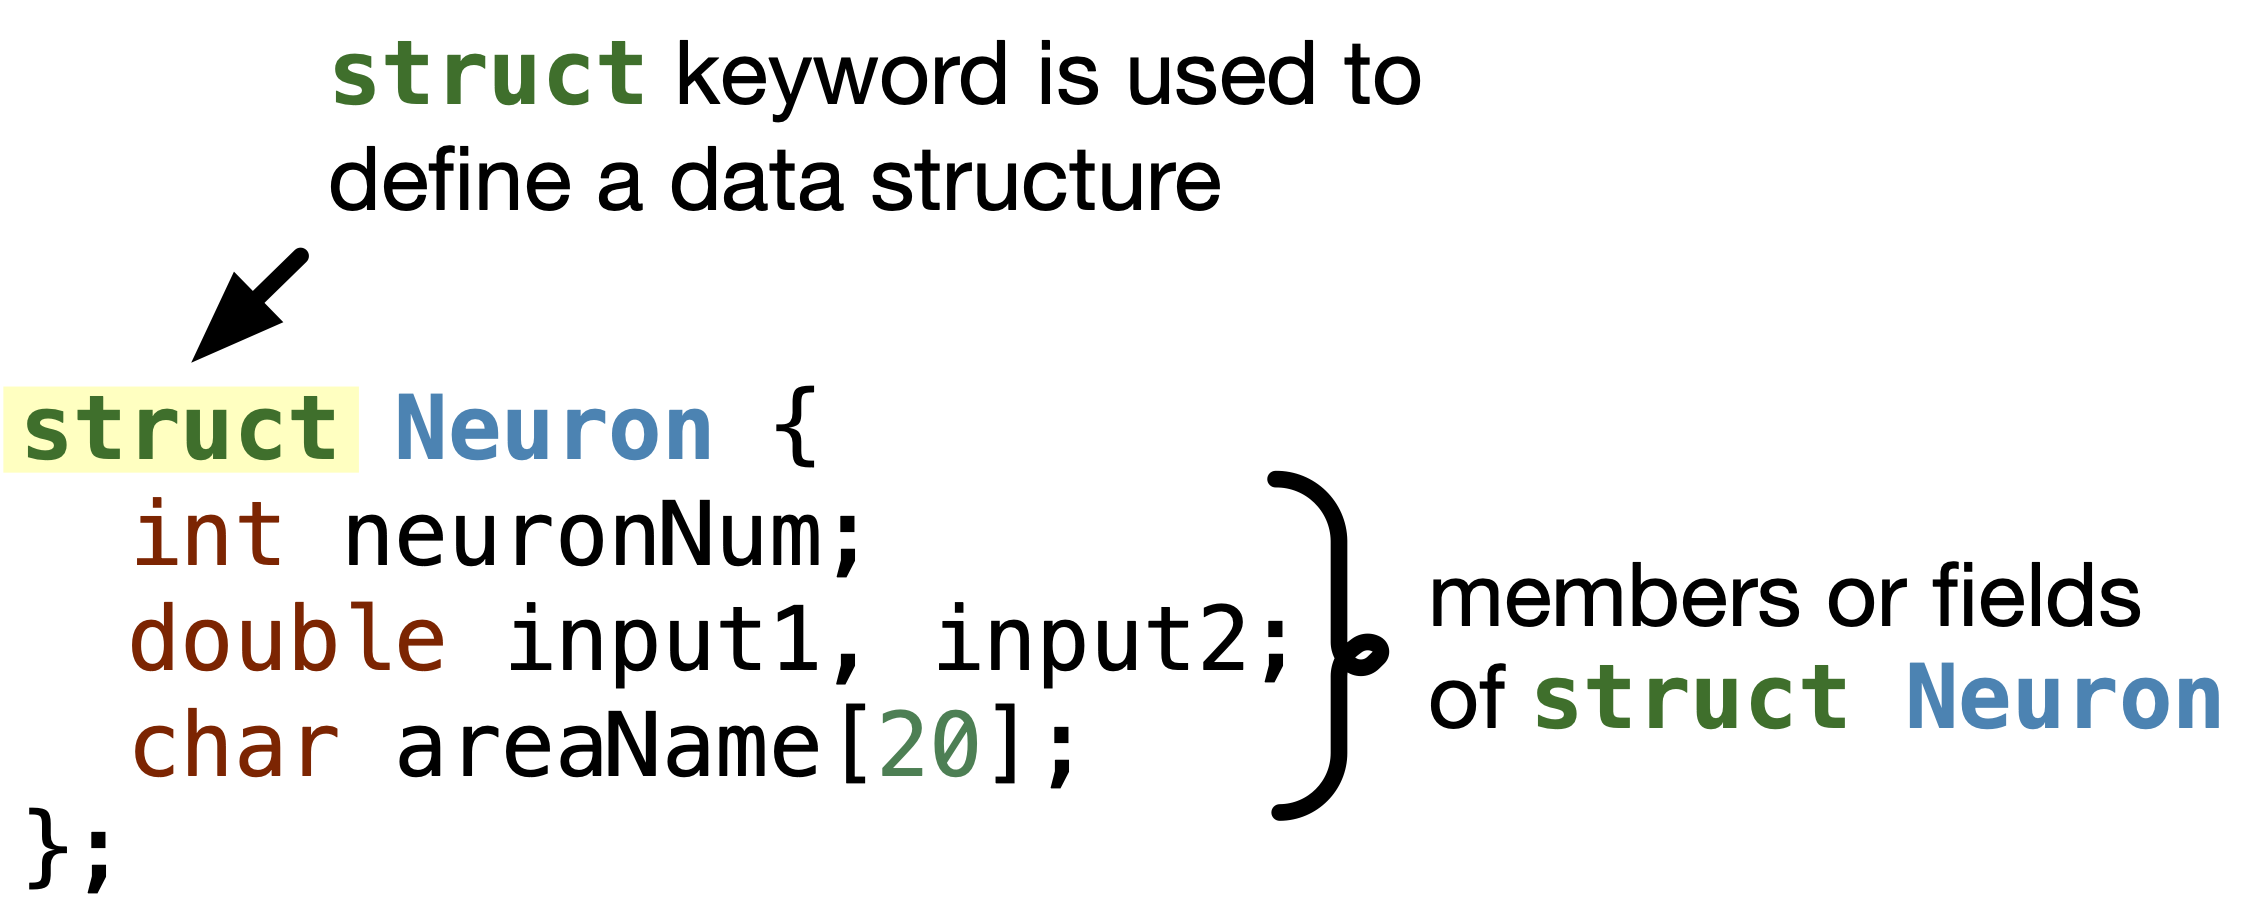 struct keyword is used to
define a data structure
struct Neuron {
int neuronNum;
double input1, input2;
char areaName[20];
};
members or fields
of struct Neuron